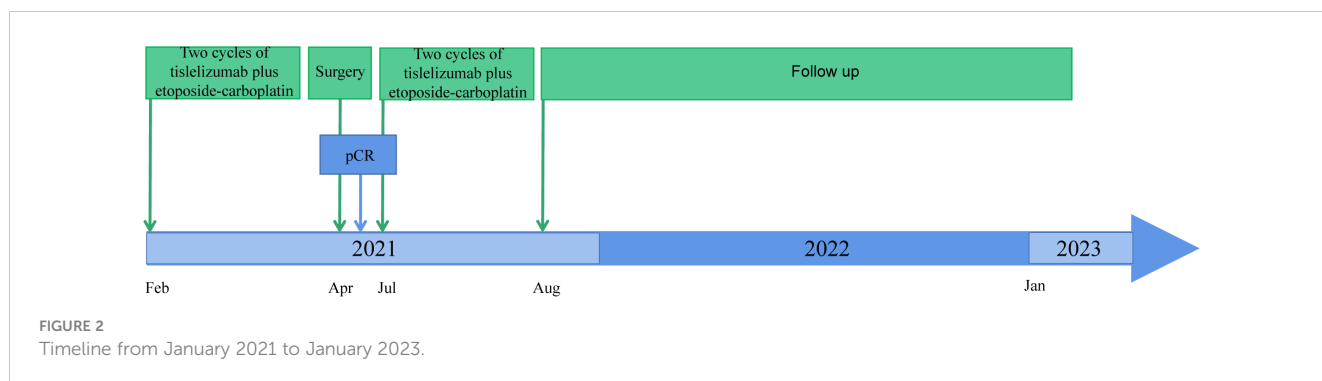 Two cycles of
tislelizumab plus
etoposide-carboplatin
Surgery
Two cycles of
tislelizumab plus
etoposide-carboplatin
Follow up
pCR
2021
2022
2023
Feb
Apr
Jul
Aug
Jan
FIGURE 2
Timeline from January 2021 to January 2023.